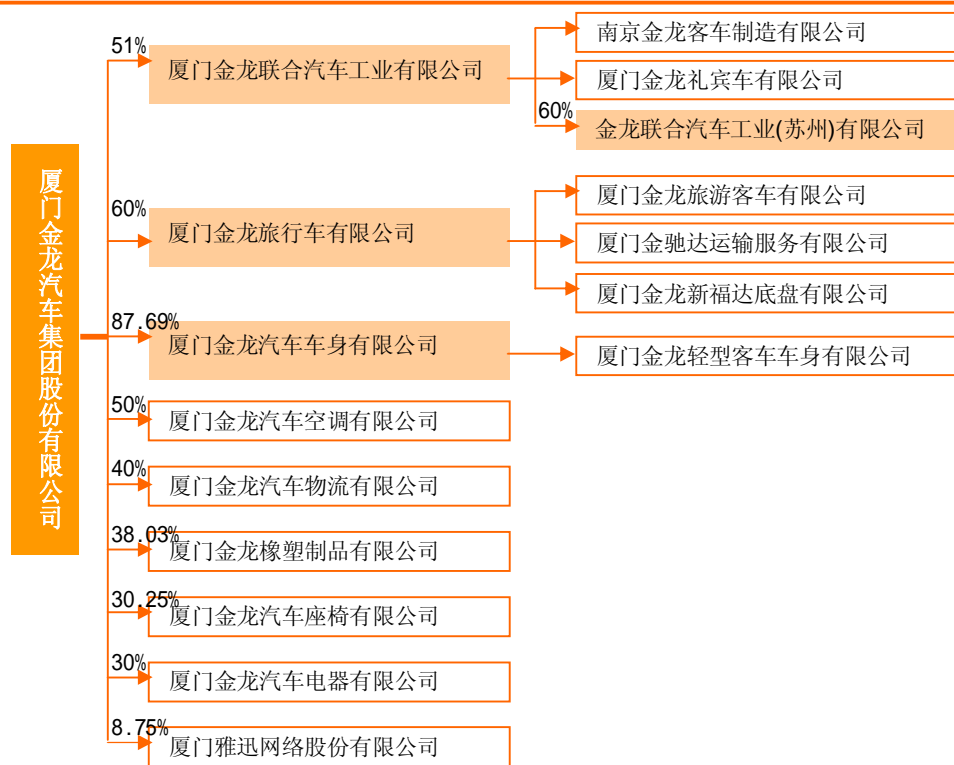 厦门金龙汽车集团股份有限公司
51%
厦门金龙联合汽车工业有限公司
南京金龙客车制造有限公司
厦门金龙礼宾车有限公司
60%
金龙联合汽车工业(苏州)有限公司
60%
厦门金龙旅行车有限公司
厦门金龙旅游客车有限公司
厦门金驰达运输服务有限公司
厦门金龙新福达底盘有限公司
87.69%
厦门金龙汽车车身有限公司
厦门金龙轻型客车车身有限公司
50%
厦门金龙汽车空调有限公司
40%
厦门金龙汽车物流有限公司
38.03%
厦门金龙橡塑制品有限公司
30.25%
厦门金龙汽车座椅有限公司
30%
厦门金龙汽车电器有限公司
8.75%
厦门雅迅网络股份有限公司